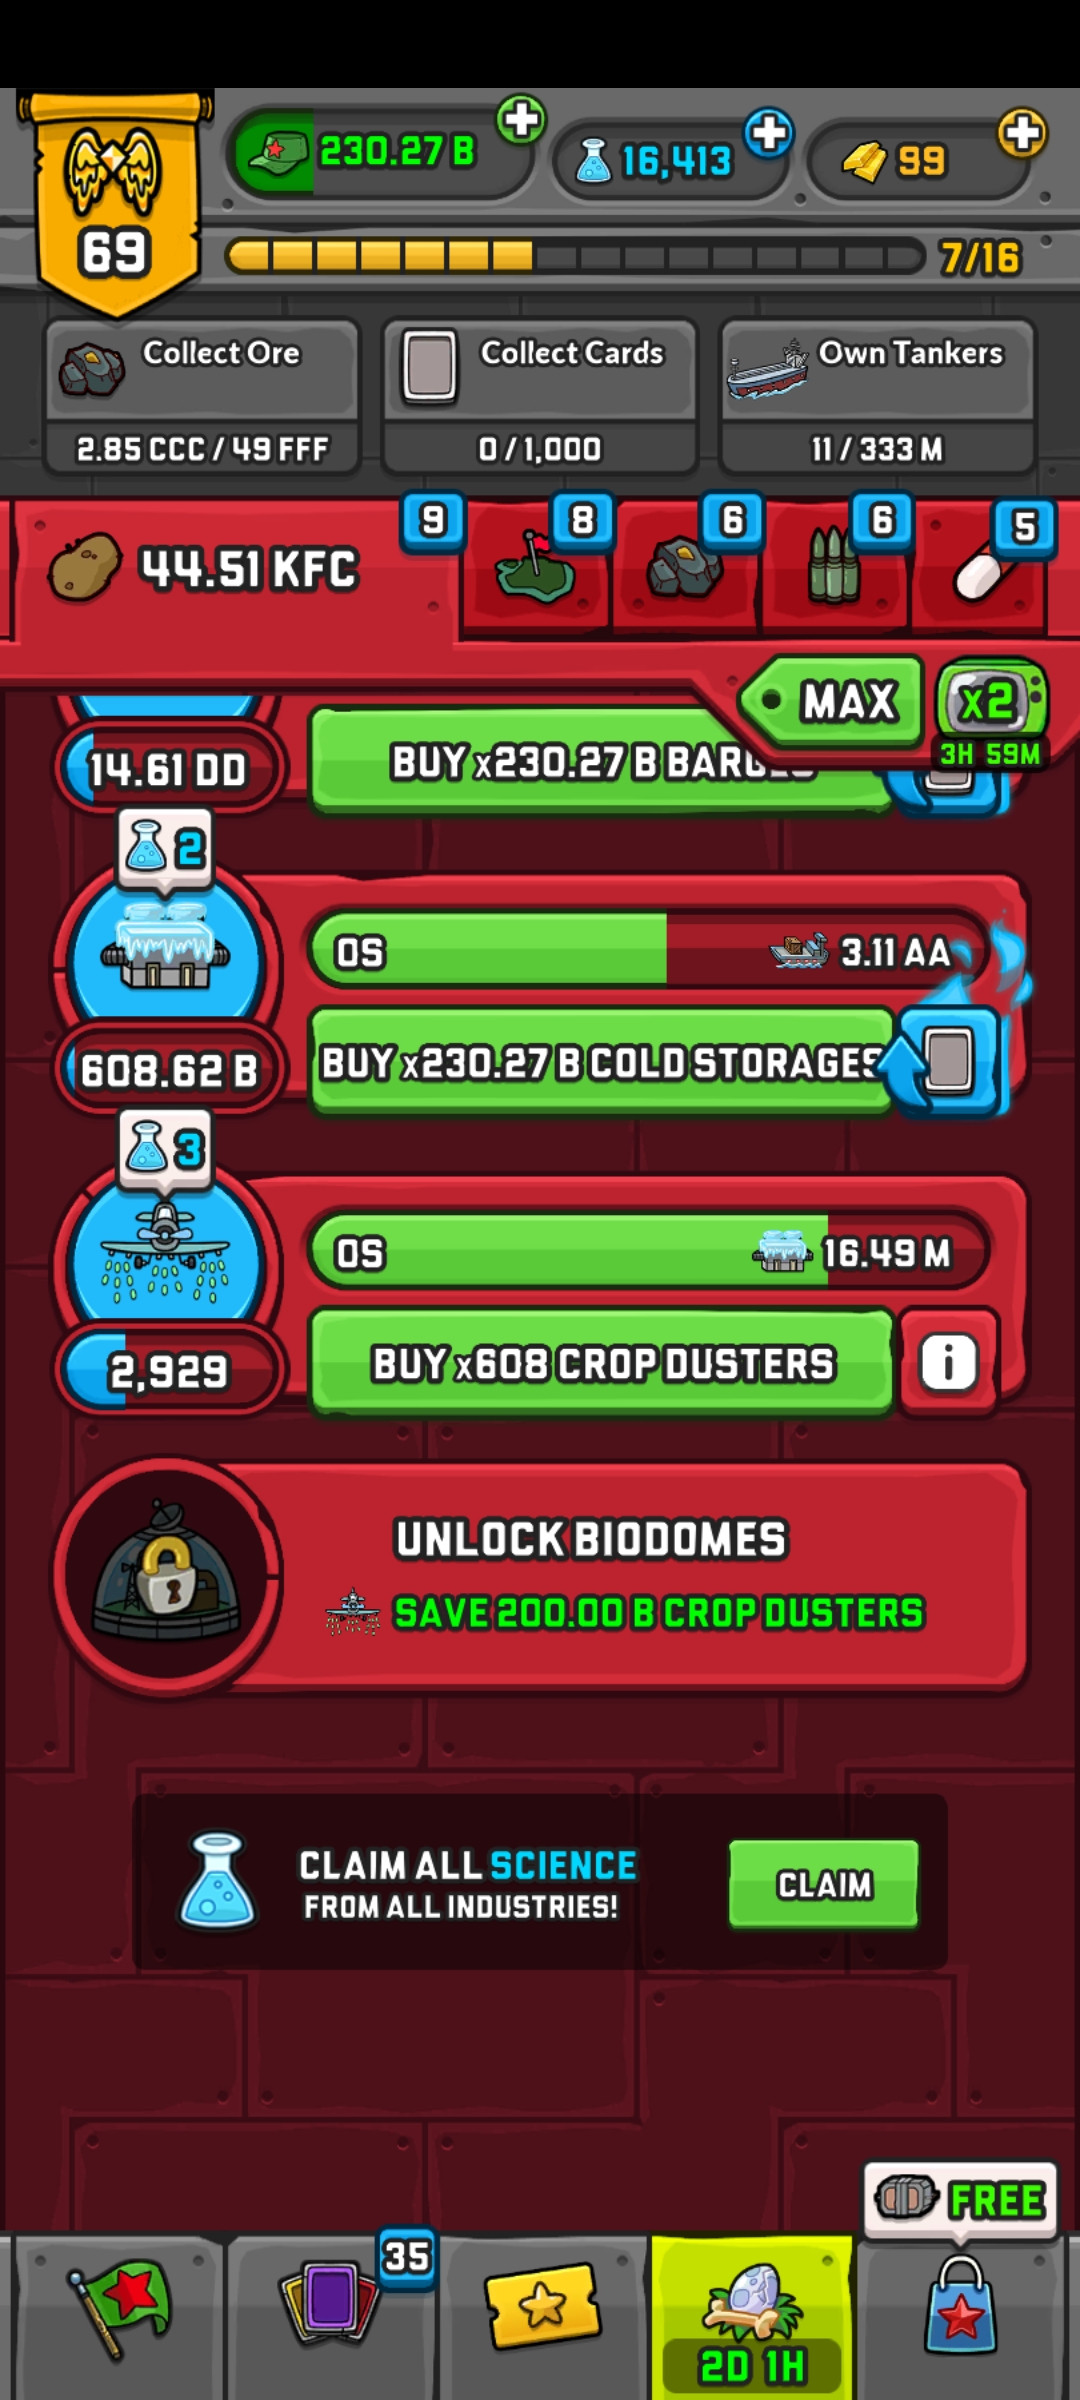 230.27 B
16,413
99
69
7/16
Collect Ore
2.85 CCC / 49 FFF
Collect Cards
0 / 1,000
Own Tankers
11 / 333 M
44.51 KFC
9
8
6
6
5
MAX
x2
3H 59M
14.61 DD
BUY x230.27 B
2
0S
3.11 AA
608.62 B
BUY x230.27 B COLD STORAGES
3
0S
16.49 M
2,929
BUY x608 CROP DUSTERS
UNLOCK BIODOMES
SAVE 200.00 B CROP DUSTERS
CLAIM ALL SCIENCE
FROM ALL INDUSTRIES!
CLAIM
FREE
35
2D 1H